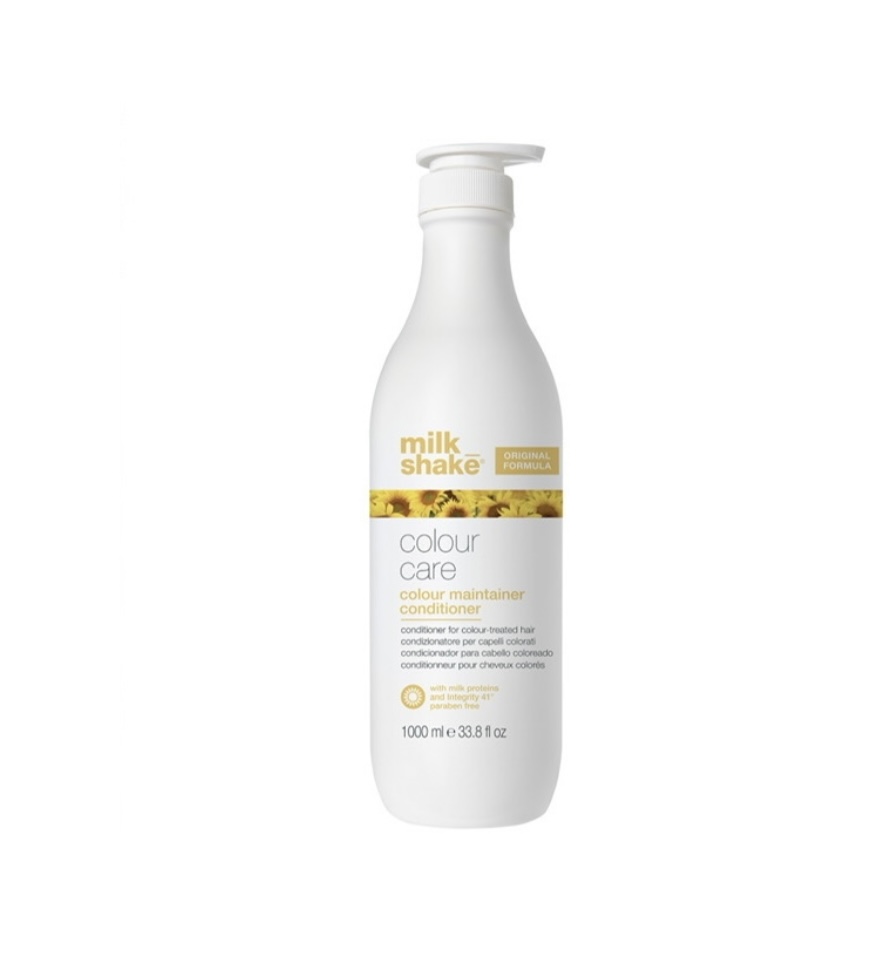 milk
shakē®
ORIGINAL
FORMULA
colour
care
colour maintainer
conditioner
conditioner for colour-treated hair
condizionatore per capelli colorati
condicionador para cabello coloreado
conditionneur pour cheveux colorés
with milk proteins
and Integrity 41®
paraben free
1000 ml ℮ 33.8 fl oz